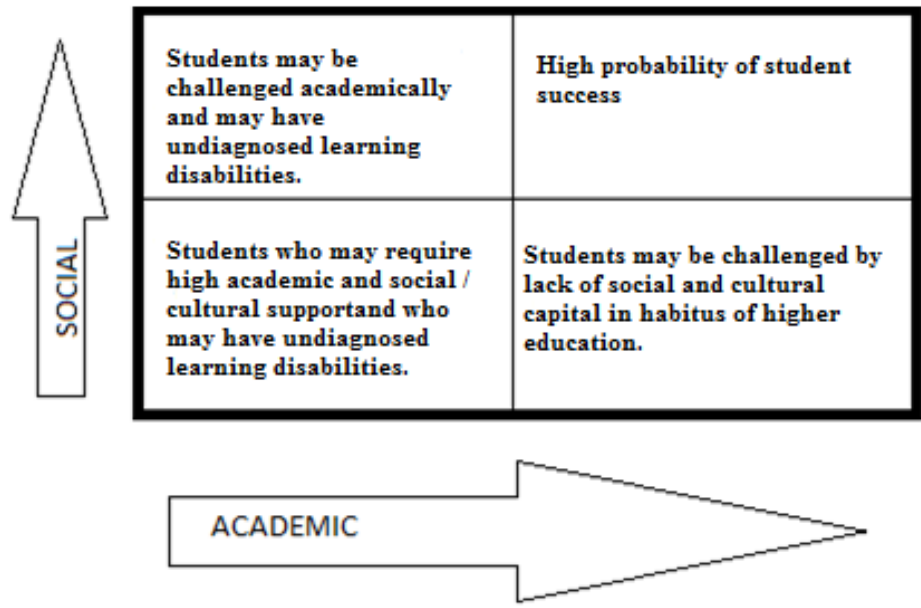 Students may be
challenged academically
and may have
undiagnosed learning
disabilities.
High probability of student
success
Students who may require
high academic and social /
cultural supportand who
may have undiagnosed
learning disabilities.
Students may be challenged by
lack of social and cultural
capital in habitus of higher
education.
SOCIAL
ACADEMIC